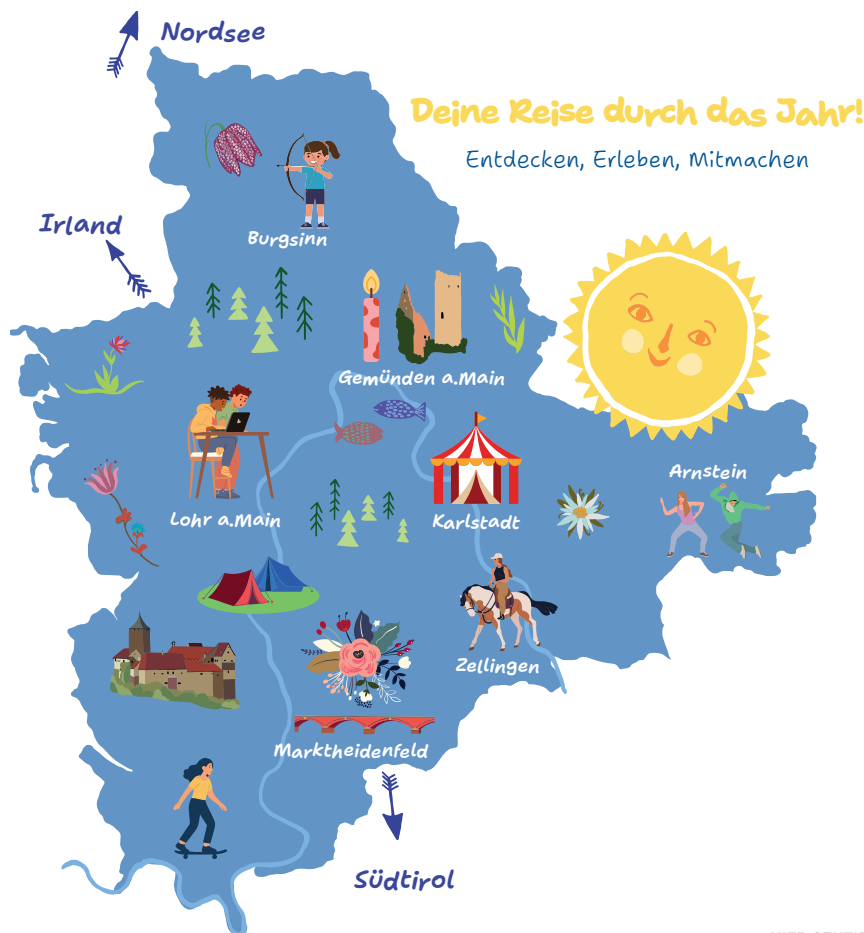 Nordsee
Deine Reise durch das Jahr!
Entdecken, Erleben, Mitmachen
Irland
Burgsinn
Gemünden a.Main
Arnstein
Lohr a.Main
Karlstadt
Zellingen
Marktheidenfeld
Südtirol